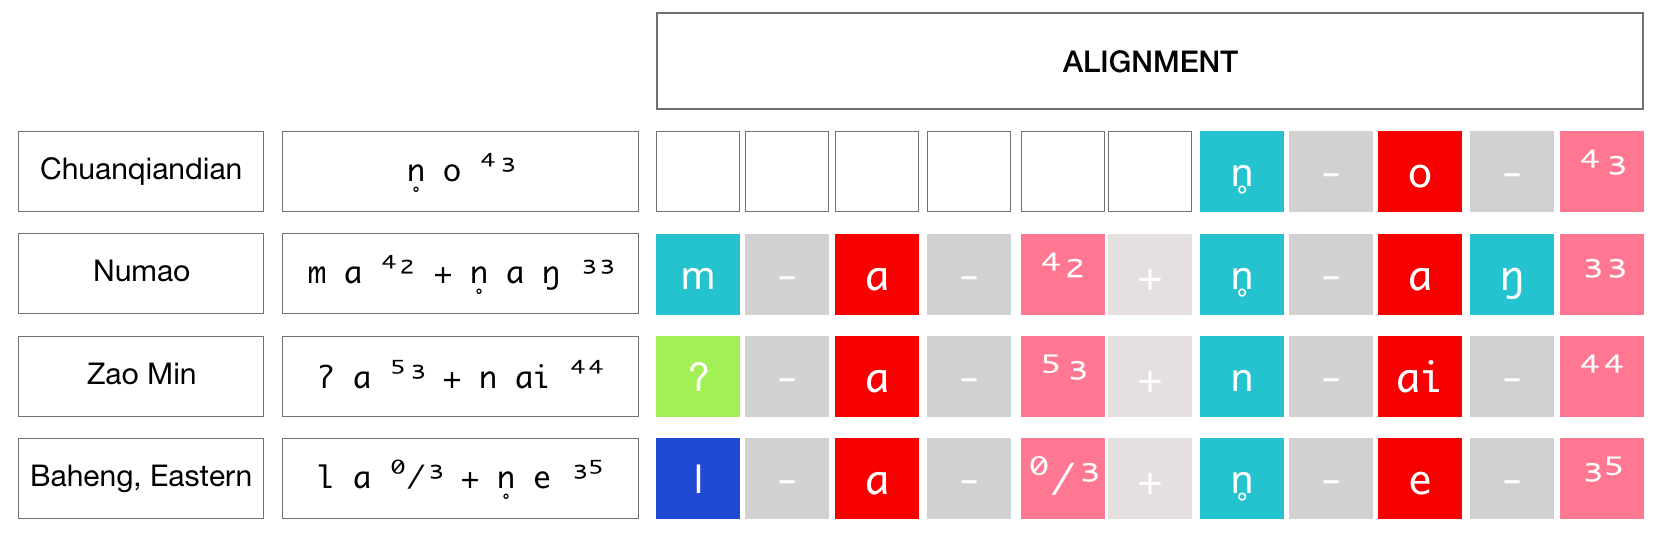 ALIGNMENT
Chuanqiandian n̥ o ⁴³ n̥ – o – ⁴³
Numao m a ⁴² + n̥ a ŋ ³³ m – a – ⁴² + n̥ – a ŋ ³³
Zao Min ʔ a ⁵³ + n ai ⁴⁴ ʔ – a – ⁵³ + n – ai – ⁴⁴
Baheng, Eastern l a ⁰/³ + n̥ e ³⁵ l – a – ⁰/³ + n̥ – e – ³⁵